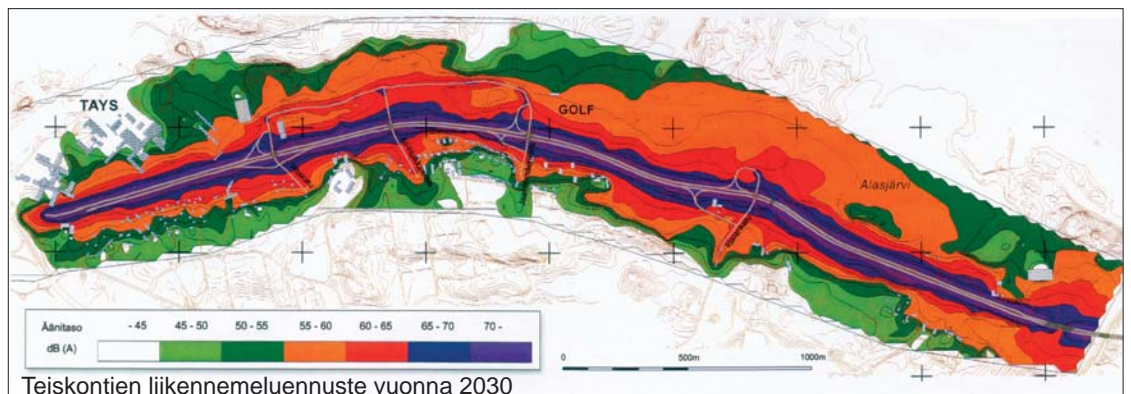 TAYS
GOLF
Alasjärvi
Äänitaso - 45 45 - 50 50 - 55 55 - 60 60 - 65 65 - 70 70 -
dB (A)
0 500m 1000m
Teiskontien liikennemeluennuste vuonna 2030